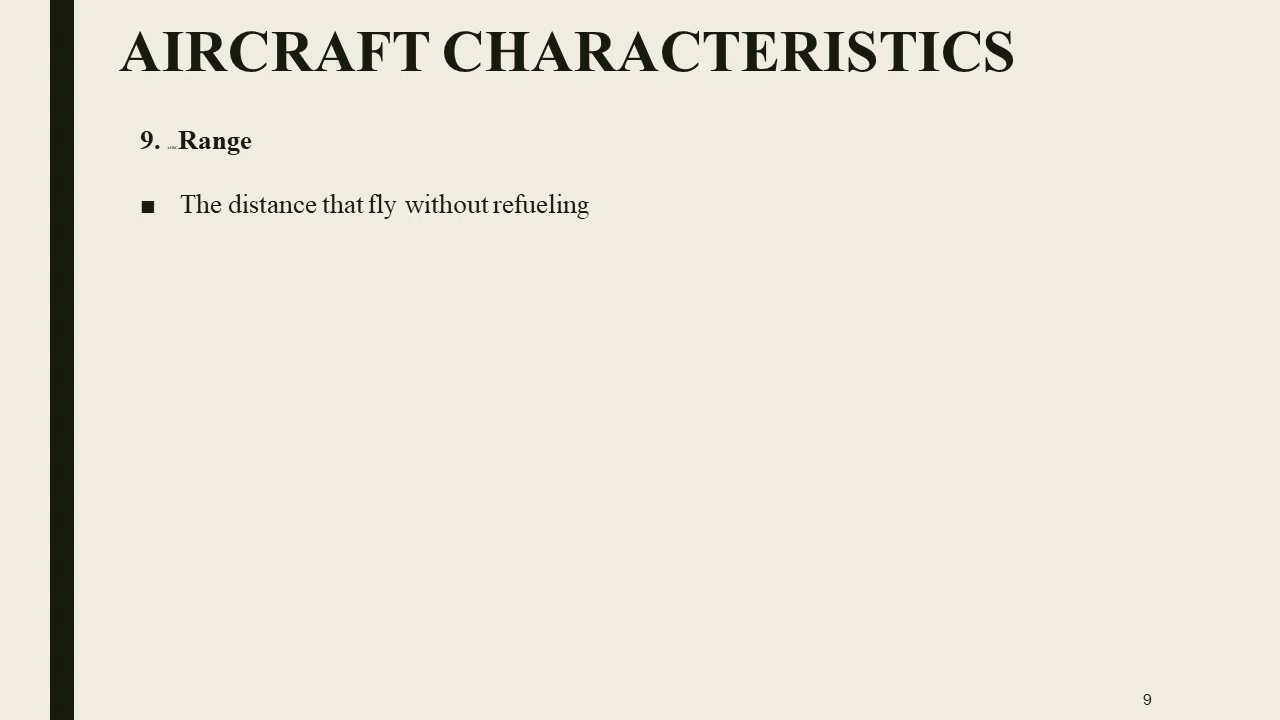 AIRCRAFT CHARACTERISTICS
9. Range
■ The distance that fly without refueling
9